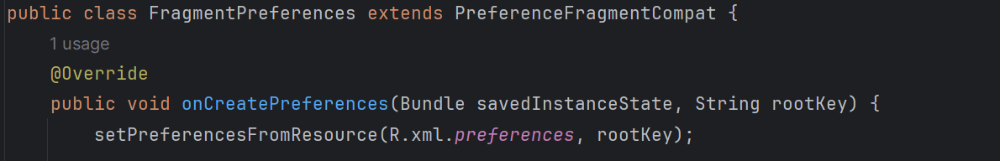 public class FragmentPreferences extends PreferenceFragmentCompat {
1 usage
@Override
public void onCreatePreferences(Bundle savedInstanceState, String rootKey) {
setPreferencesFromResource(R.xml.preferences, rootKey);